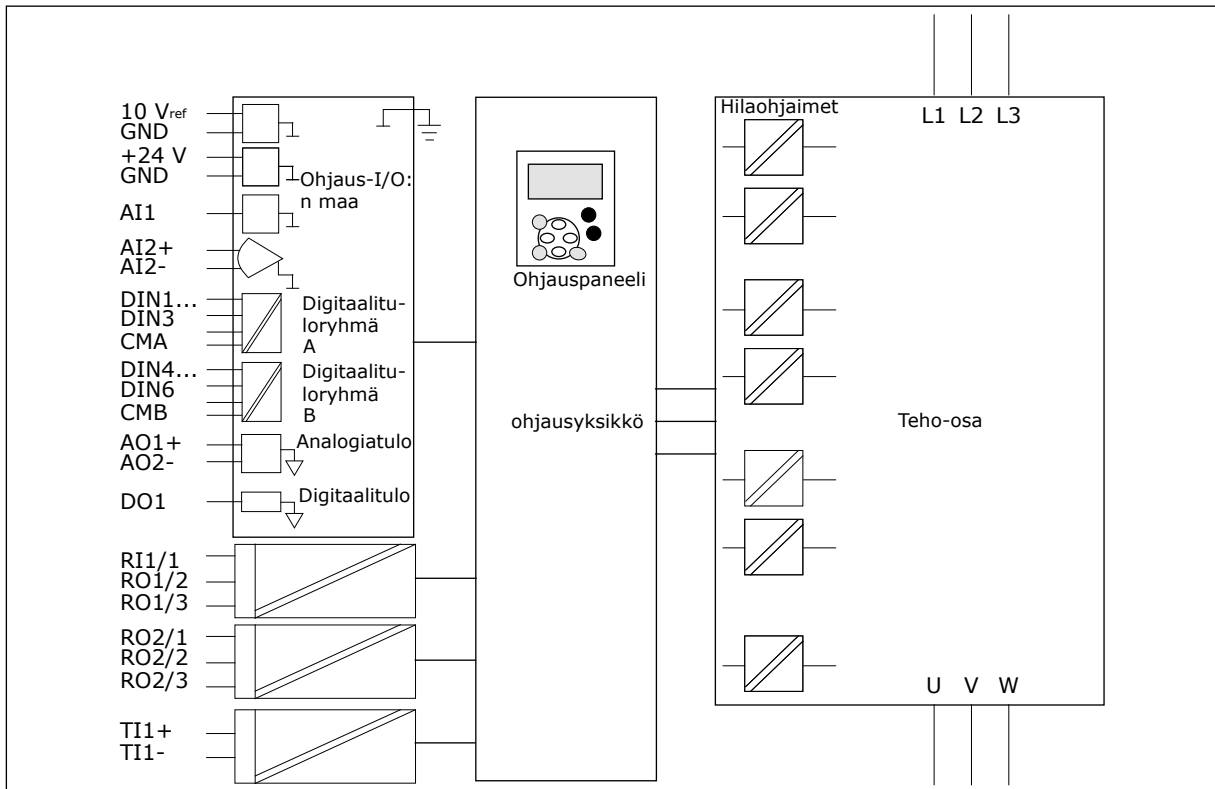 10 Vref
GND
+24 V
GND
AI1
AI2+
AI2-
DIN1...
DIN3
CMA
DIN4...
DIN6
CMB
AO1+
AO2-
DO1
RI1/1
RO1/2
RO1/3
RO2/1
RO2/2
RO2/3
TI1+
TI1-
Ohjaus-I/O:
n maa
Digitaalitu-
loryhmä
A
Digitaalitu-
loryhmä
B
Analogiatulo
Digitaalitulo
Ohjauspaneeli
ohjausyksikkö
Hilaohjaimet
L1 L2 L3
Teho-osa
U V W